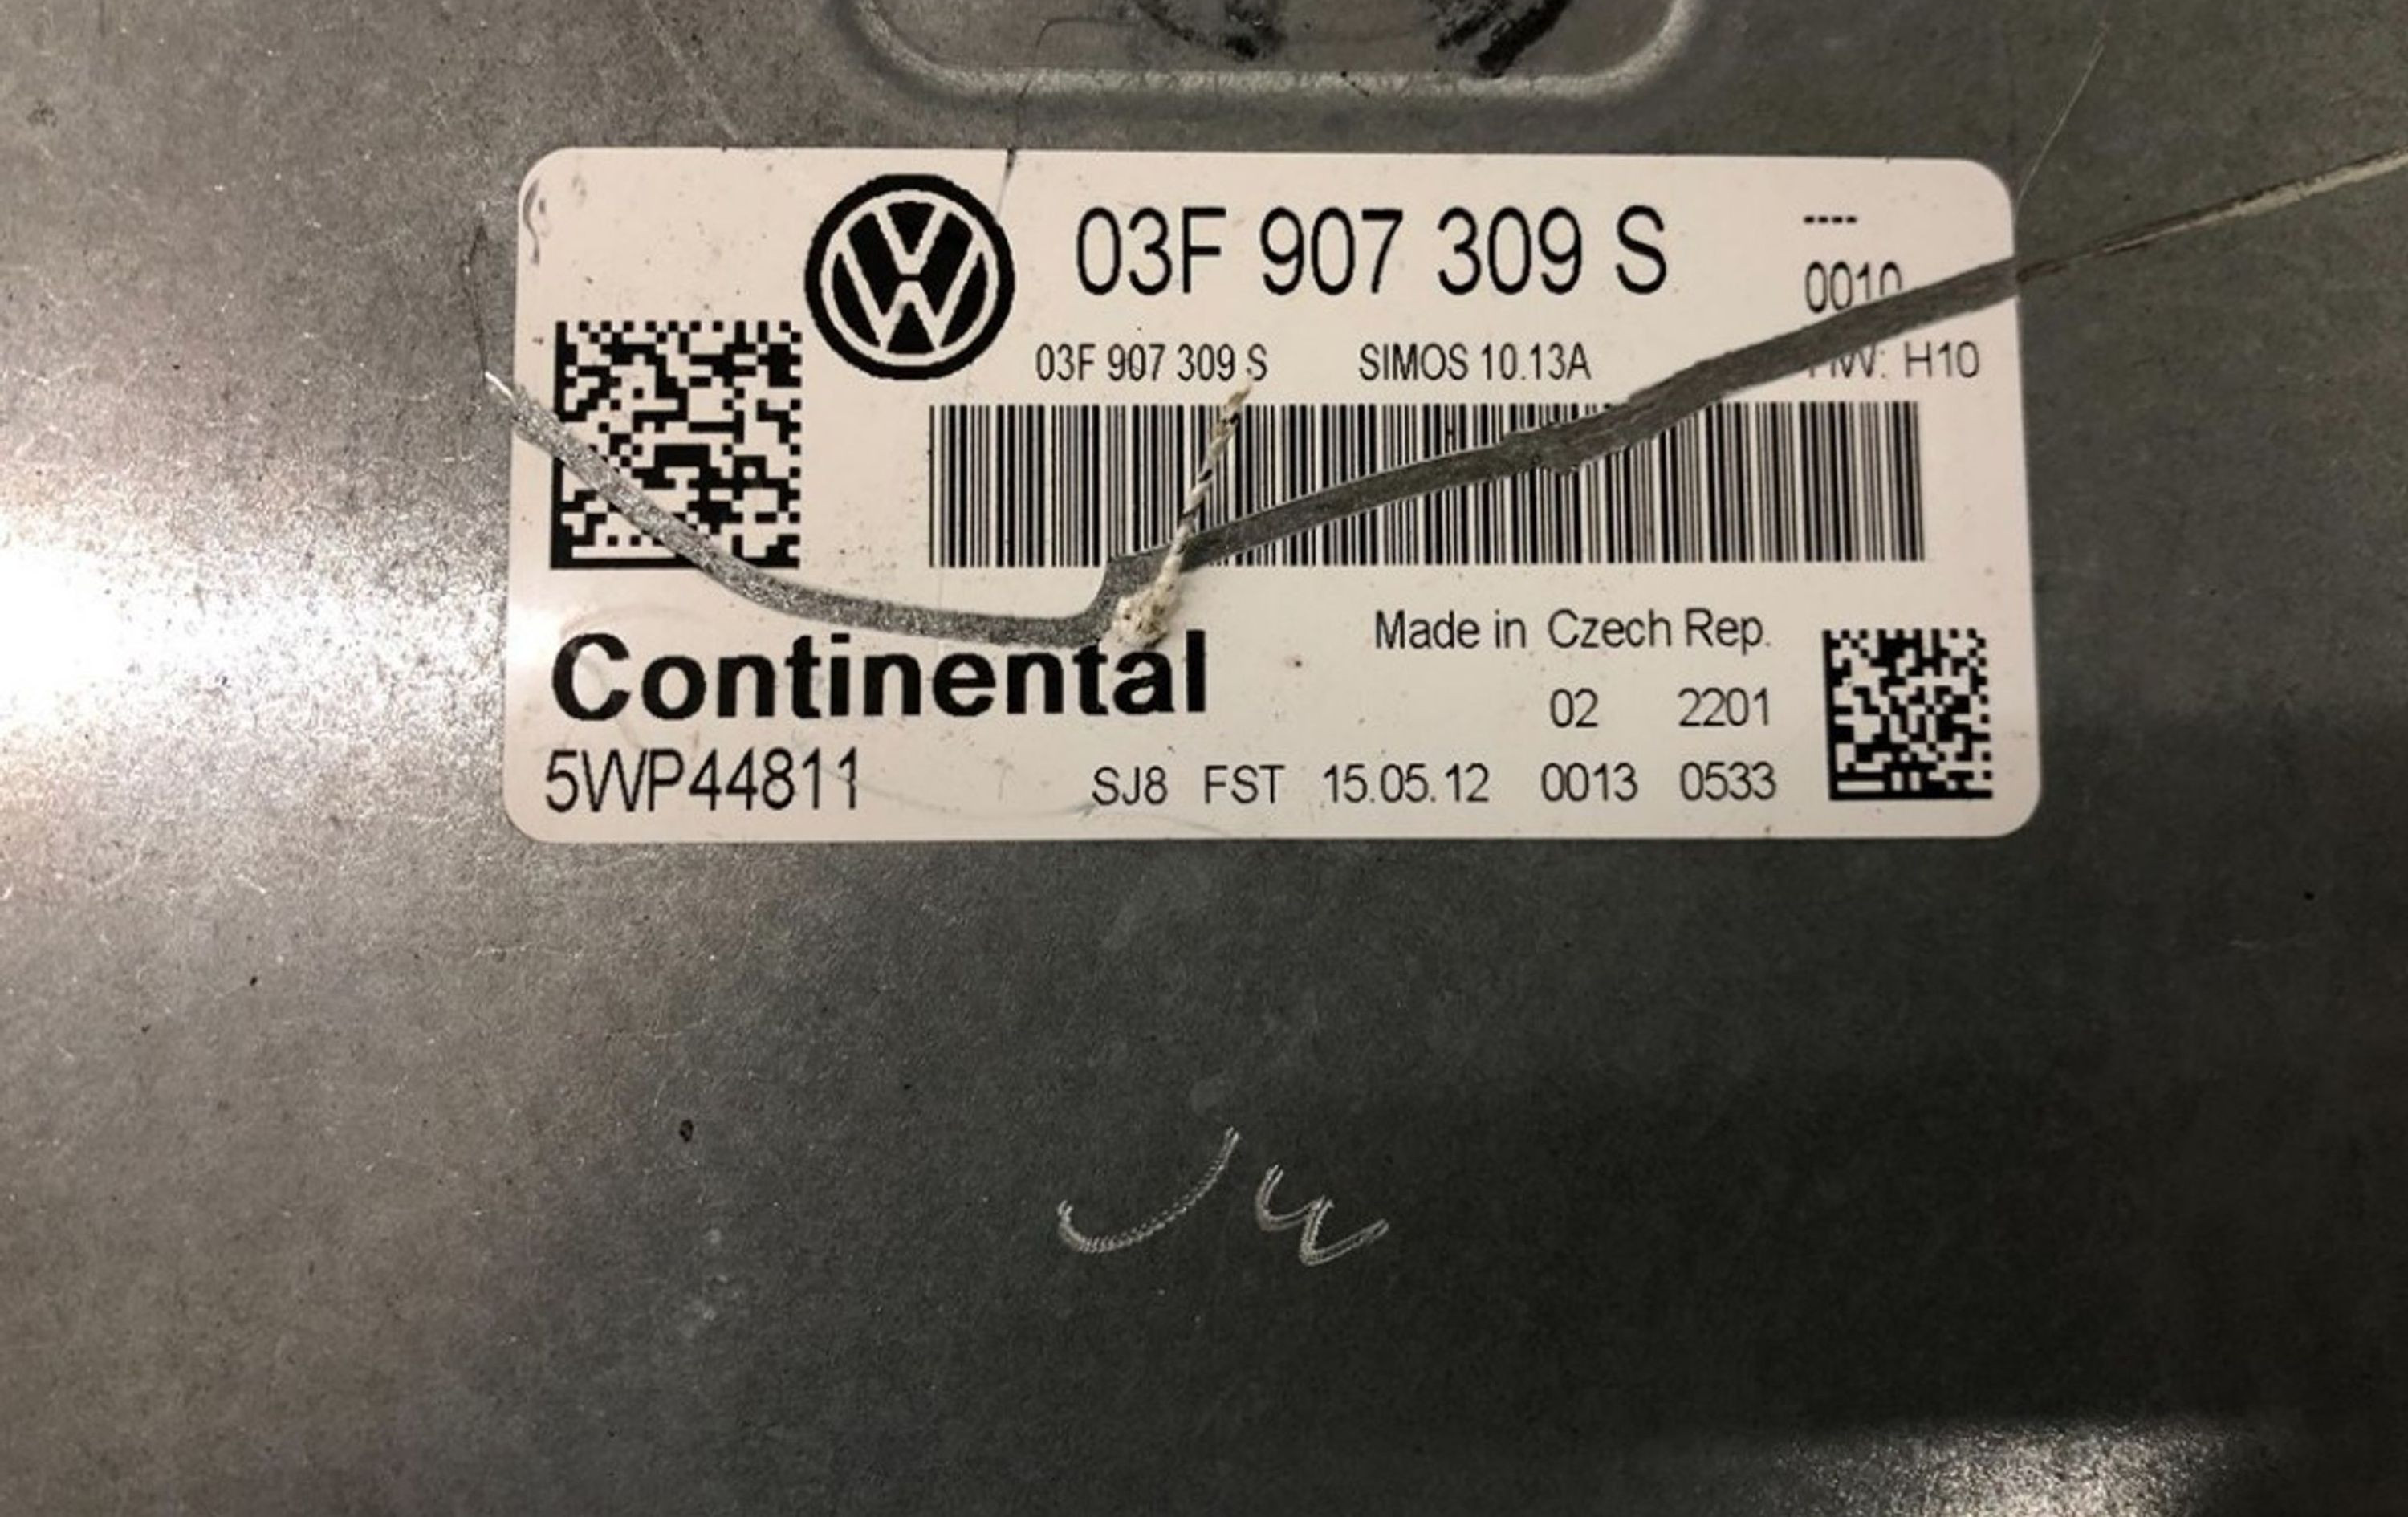 03F 907 309 S ----
0010
03F 907 309 S SIMOS 10.13A HW: H10
Continental Made in Czech Rep.
02 2201
5WP44811 SJ8 FST 15.05.12 0013 0533